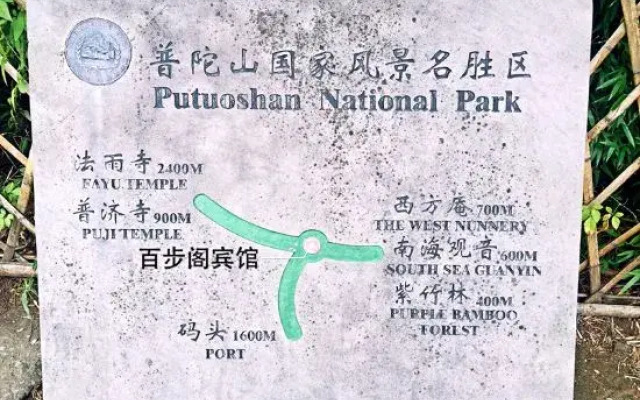 普陀山国家风景名胜区
Putuoshan National Park
法雨寺 2400M
FAYU TEMPLE
普济寺 900M
PUJI TEMPLE
百步阁宾馆
西方庵 700M
THE WEST NUNNERY
南海观音 600M
SOUTH SEA GUANYIN
紫竹林 400M
PURPLE BAMBOO
FOREST
码头 1600M
PORT